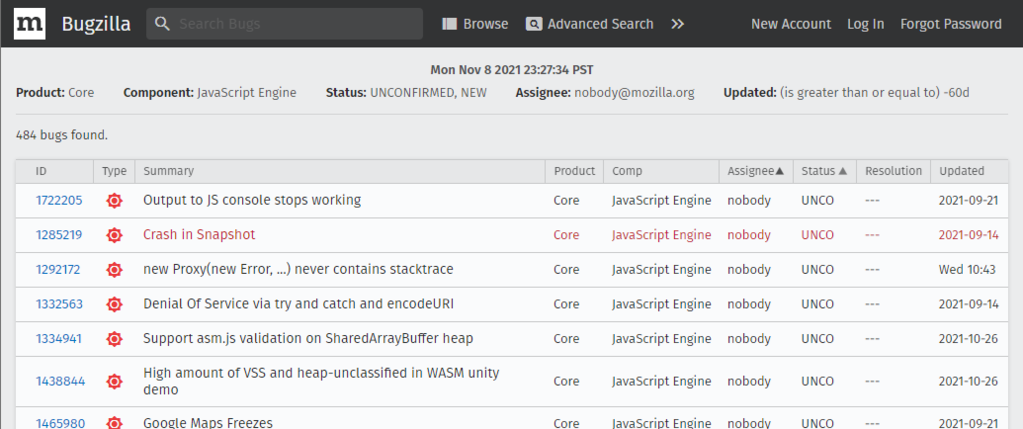 m Bugzilla Search Bugs Browse Advanced Search New Account Log In Forgot Password
Mon Nov 8 2021 23:27:34 PST
Product: Core Component: JavaScript Engine Status: UNCONFIRMED, NEW Assignee: nobody@mozilla.org Updated: (is greater than or equal to) -60d
484 bugs found.
ID Type Summary Product Comp Assignee▲ Status ▲ Resolution Updated
1722205 Output to JS console stops working Core JavaScript Engine nobody UNCO --- 2021-09-21
1285219 Crash in Snapshot Core JavaScript Engine nobody UNCO --- 2021-09-14
1292172 new Proxy(new Error, ...) never contains stacktrace Core JavaScript Engine nobody UNCO --- Wed 10:43
1332563 Denial Of Service via try and catch and encodeURI Core JavaScript Engine nobody UNCO --- 2021-09-14
1334941 Support asm.js validation on SharedArrayBuffer heap Core JavaScript Engine nobody UNCO --- 2021-10-26
1438844 High amount of VSS and heap-unclassified in WASM unity demo Core JavaScript Engine nobody UNCO --- 2021-10-26
1465980 Google Maps Freezes Core JavaScript Engine nobody UNCO --- 2021-09-21